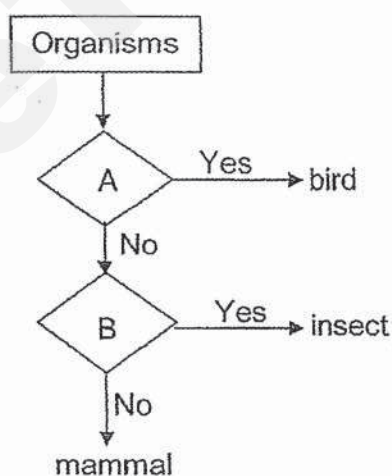 Organisms
A
Yes
bird
No
B
Yes
insect
No
mammal